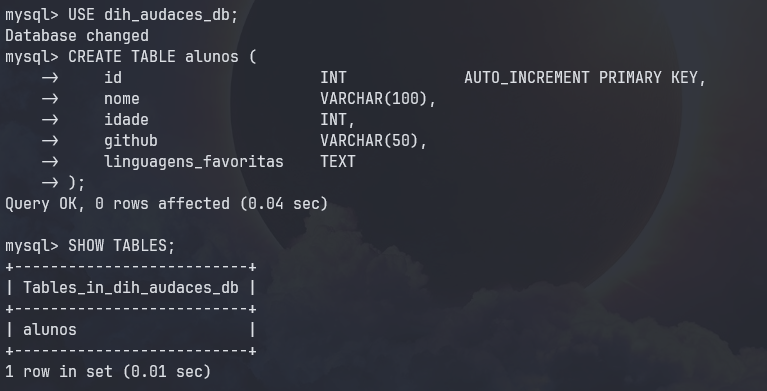 mysql> USE dih_audaces_db;
Database changed
mysql> CREATE TABLE alunos (
    -> id INT AUTO_INCREMENT PRIMARY KEY,
    -> nome VARCHAR(100),
    -> idade INT,
    -> github VARCHAR(50),
    -> linguagens_favoritas TEXT
    -> );
Query OK, 0 rows affected (0.04 sec)
mysql> SHOW TABLES;
+--------------------------+
| Tables_in_dih_audaces_db |
+--------------------------+
| alunos                   |
+--------------------------+
1 row in set (0.01 sec)